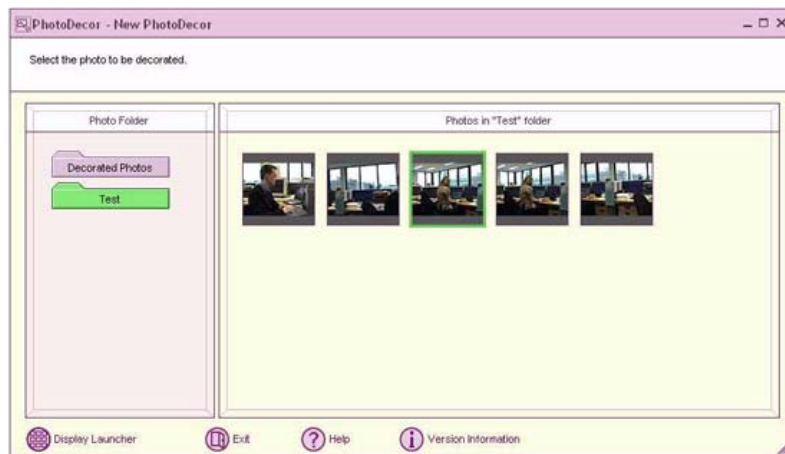 PhotoDecor - New PhotoDecor
Select the photo to be decorated.
Photo Folder
Photos in "Test" folder
Decorated Photos
Test
Display Launcher
Exit
Help
Version Information